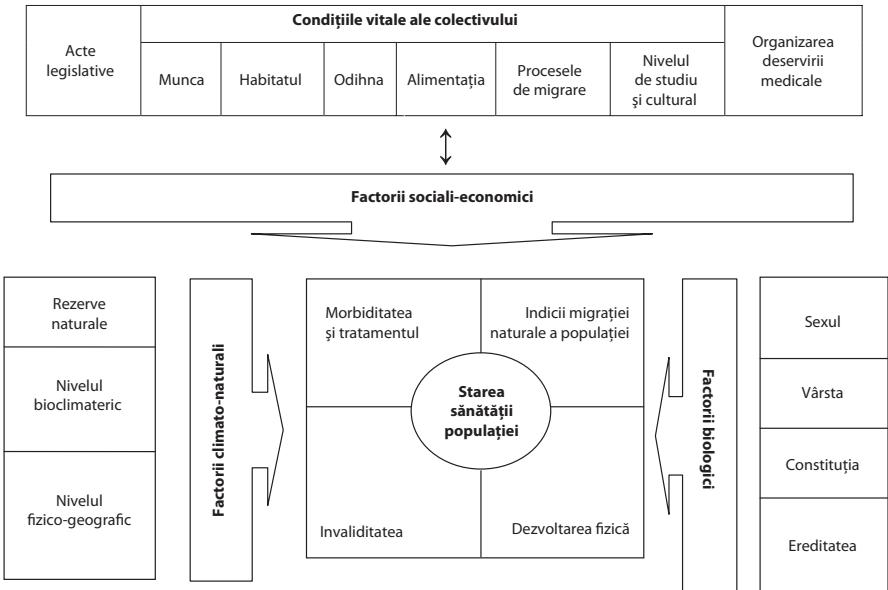 Condițiile vitale ale colectivului
Acte
legislative
Munca
Habitatul
Odihna
Alimentația
Procesele
de migrare
Nivelul
de studiu
și cultural
Organizarea
deservirii
medicale
Factorii sociali-economici
Rezerve
naturale
Nivelul
bioclimateric
Nivelul
fizico-geografic
Factorii climato-naturali
Morbiditatea
și tratamentul
Indicii migrației
naturale a populației
Starea
sănătății
populației
Invaliditatea
Dezvoltarea fizică
Factorii biologici
Sexul
Vârsta
Constituția
Ereditatea